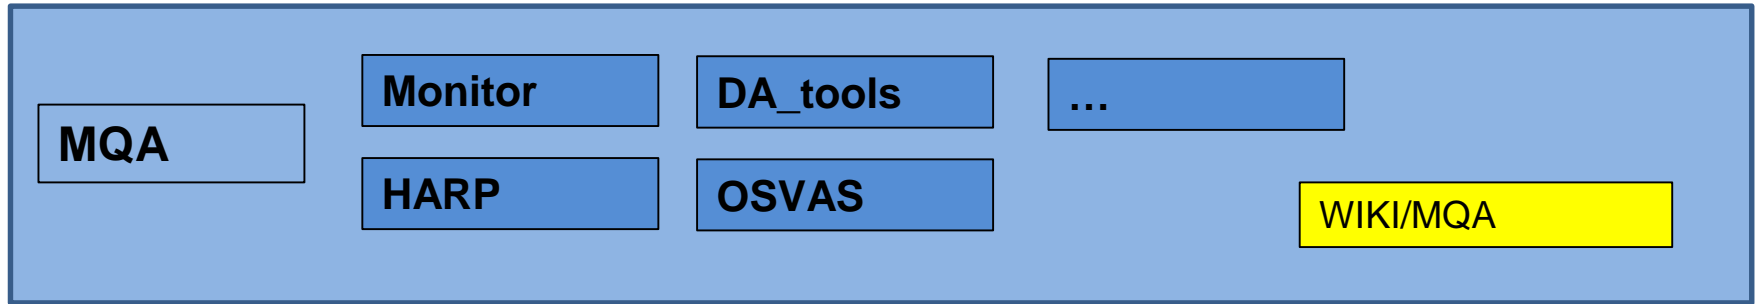 MQA
Monitor
DA_tools
...
HARP
OSVAS
WIKI/MQA